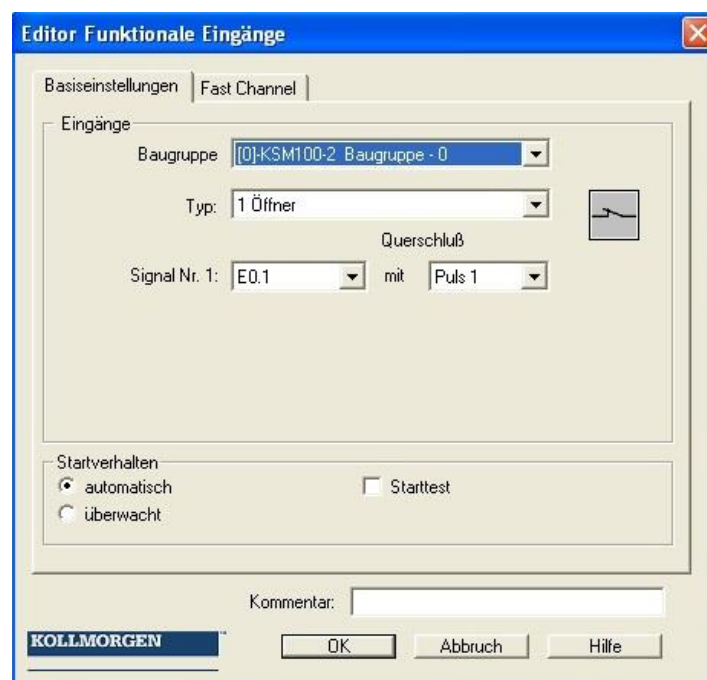 Editor Funktionale Eingänge
Basiseinstellungen
Fast Channel
Eingänge
Baugruppe [0]-KSM100-2 Baugruppe - 0
Typ: 1 Öffner
Querschluß
Signal Nr. 1: E0.1 mit Puls 1
Startverhalten
automatisch
Starttest
überwacht
Kommentar:
KOLLMORGEN
OK
Abbruch
Hilfe